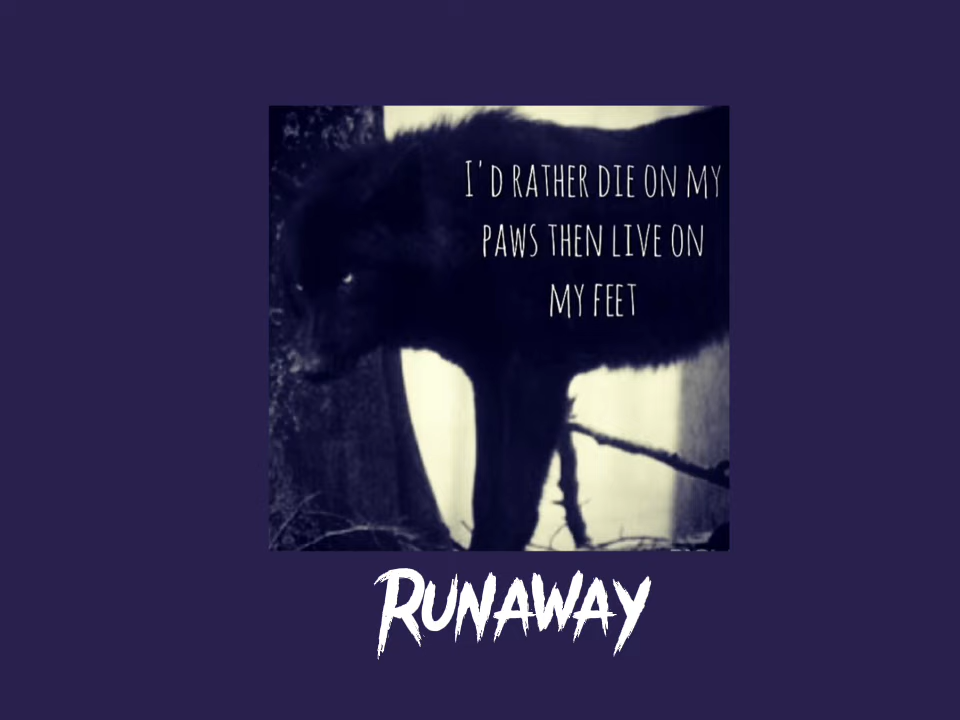 I'd rather die on my
paws then live on
my feet
Runaway